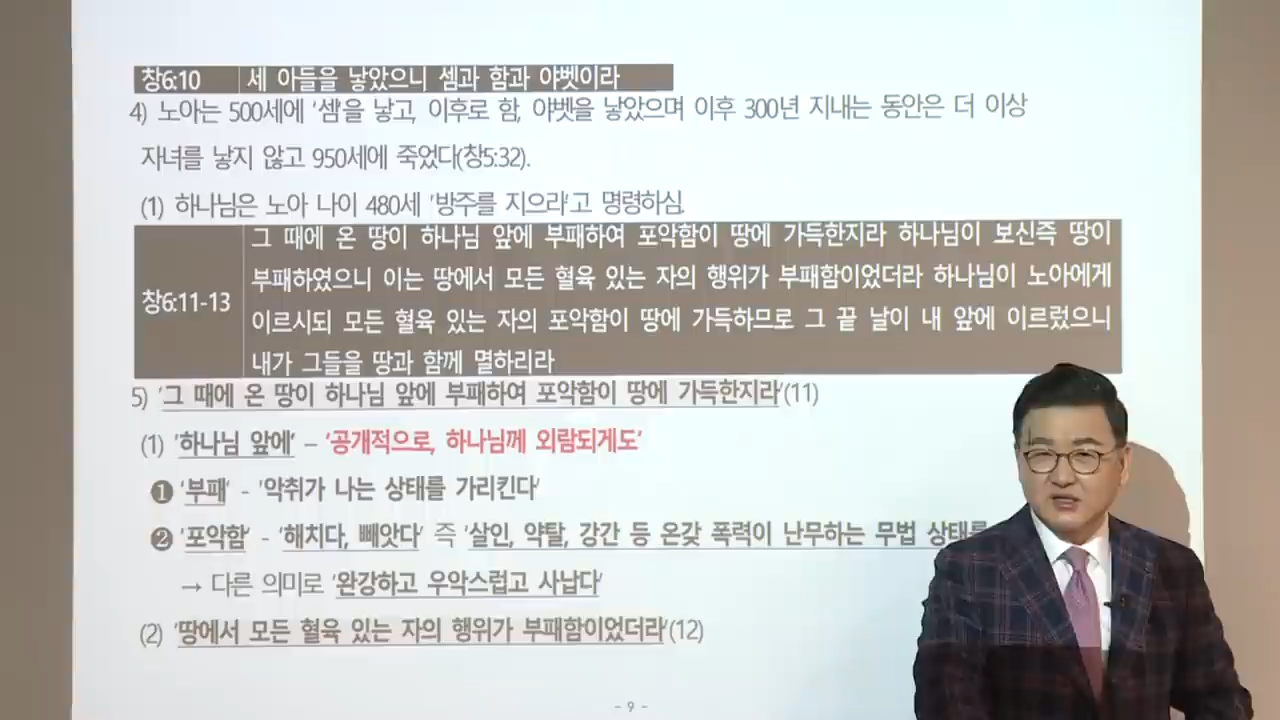 창6:10 세 아들을 낳았으니 셈과 함과 야벳이라
4) 노아는 500세에 '셈'을 낳고, 이후로 함, 야벳을 낳았으며 이후 300년 지내는 동안은 더 이상
자녀를 낳지 않고 950세에 죽었다(창5:32).
(1) 하나님은 노아 나이 480세 '방주를 지으라'고 명령하심.
그 때에 온 땅이 하나님 앞에 부패하여 포악함이 땅에 가득한지라 하나님이 보신즉 땅이
부패하였으니 이는 땅에서 모든 혈육 있는 자의 행위가 부패함이었더라 하나님이 노아에게
창6:11-13
이르시되 모든 혈육 있는 자의 포악함이 땅에 가득하므로 그 끝 날이 내 앞에 이르렀으니
내가 그들을 땅과 함께 멸하리라
5) '그 때에 온 땅이 하나님 앞에 부패하여 포악함이 땅에 가득한지라'(11)
(1) '하나님 앞에' – '공개적으로, 하나님께 외람되게도'
❶ '부패' - '악취가 나는 상태를 가리킨다'
❷ '포악함' - '해치다, 빼앗다' 즉 '살인, 약탈, 강간 등 온갖 폭력이 난무하는 무법 상태를
→ 다른 의미로 '완강하고 우악스럽고 사납다'
(2) '땅에서 모든 혈육 있는 자의 행위가 부패함이었더라'(12)
- 9 -